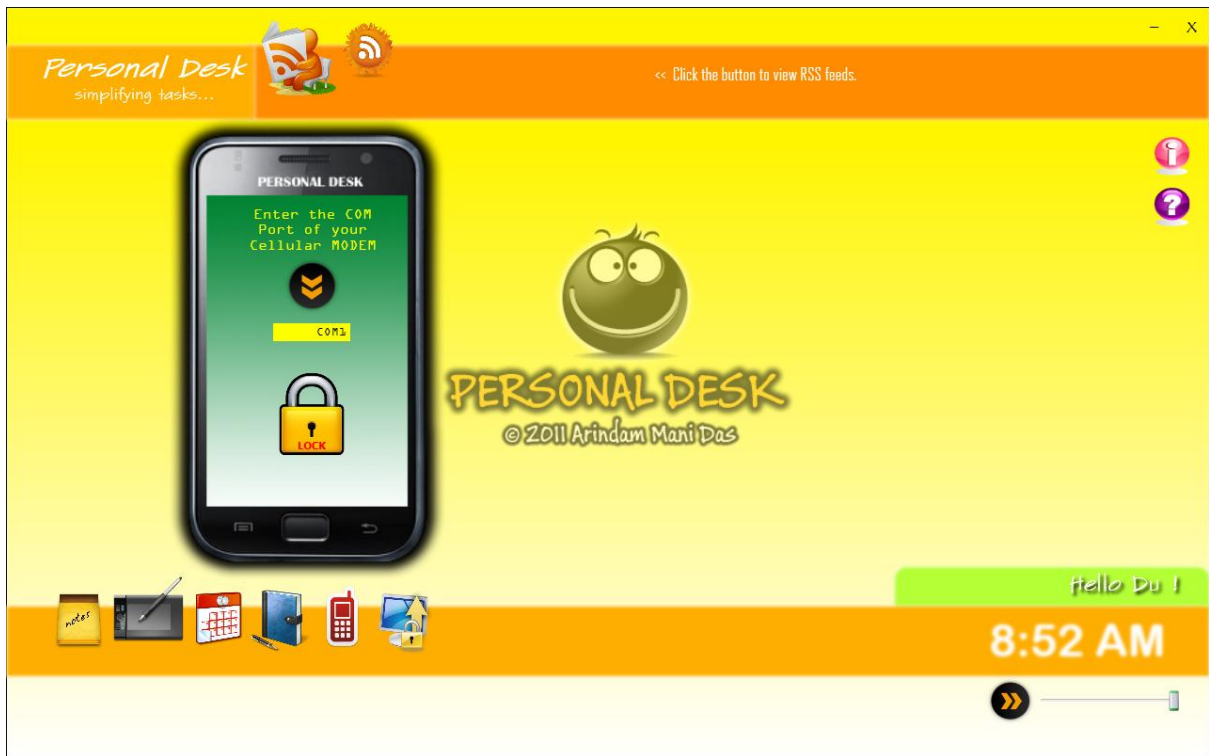 – X
Personal Desk
simplifying tasks...
<< Click the button to view RSS feeds.
PERSONAL DESK
Enter the COM
Port of your
Cellular MODEM
COM1
LOCK
i
?
PERSONAL DESK
© 2011 Arindam Mani Das
notes
Hello Du !
8:52 AM